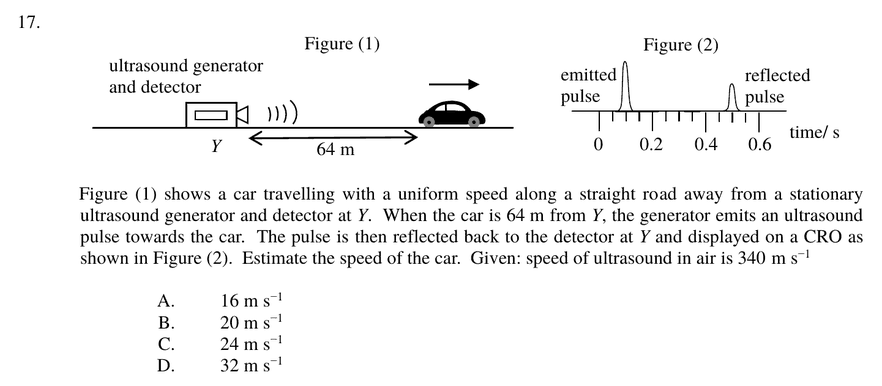 17.
Figure (1)
Figure (2)
ultrasound generator
and detector
emitted
pulse
reflected
pulse
Y
64 m
0 0.2 0.4 0.6
time/ s
Figure (1) shows a car travelling with a uniform speed along a straight road away from a stationary
ultrasound generator and detector at Y. When the car is 64 m from Y, the generator emits an ultrasound
pulse towards the car. The pulse is then reflected back to the detector at Y and displayed on a CRO as
shown in Figure (2). Estimate the speed of the car. Given: speed of ultrasound in air is 340 m s⁻¹
A. 16 m s⁻¹
B. 20 m s⁻¹
C. 24 m s⁻¹
D. 32 m s⁻¹